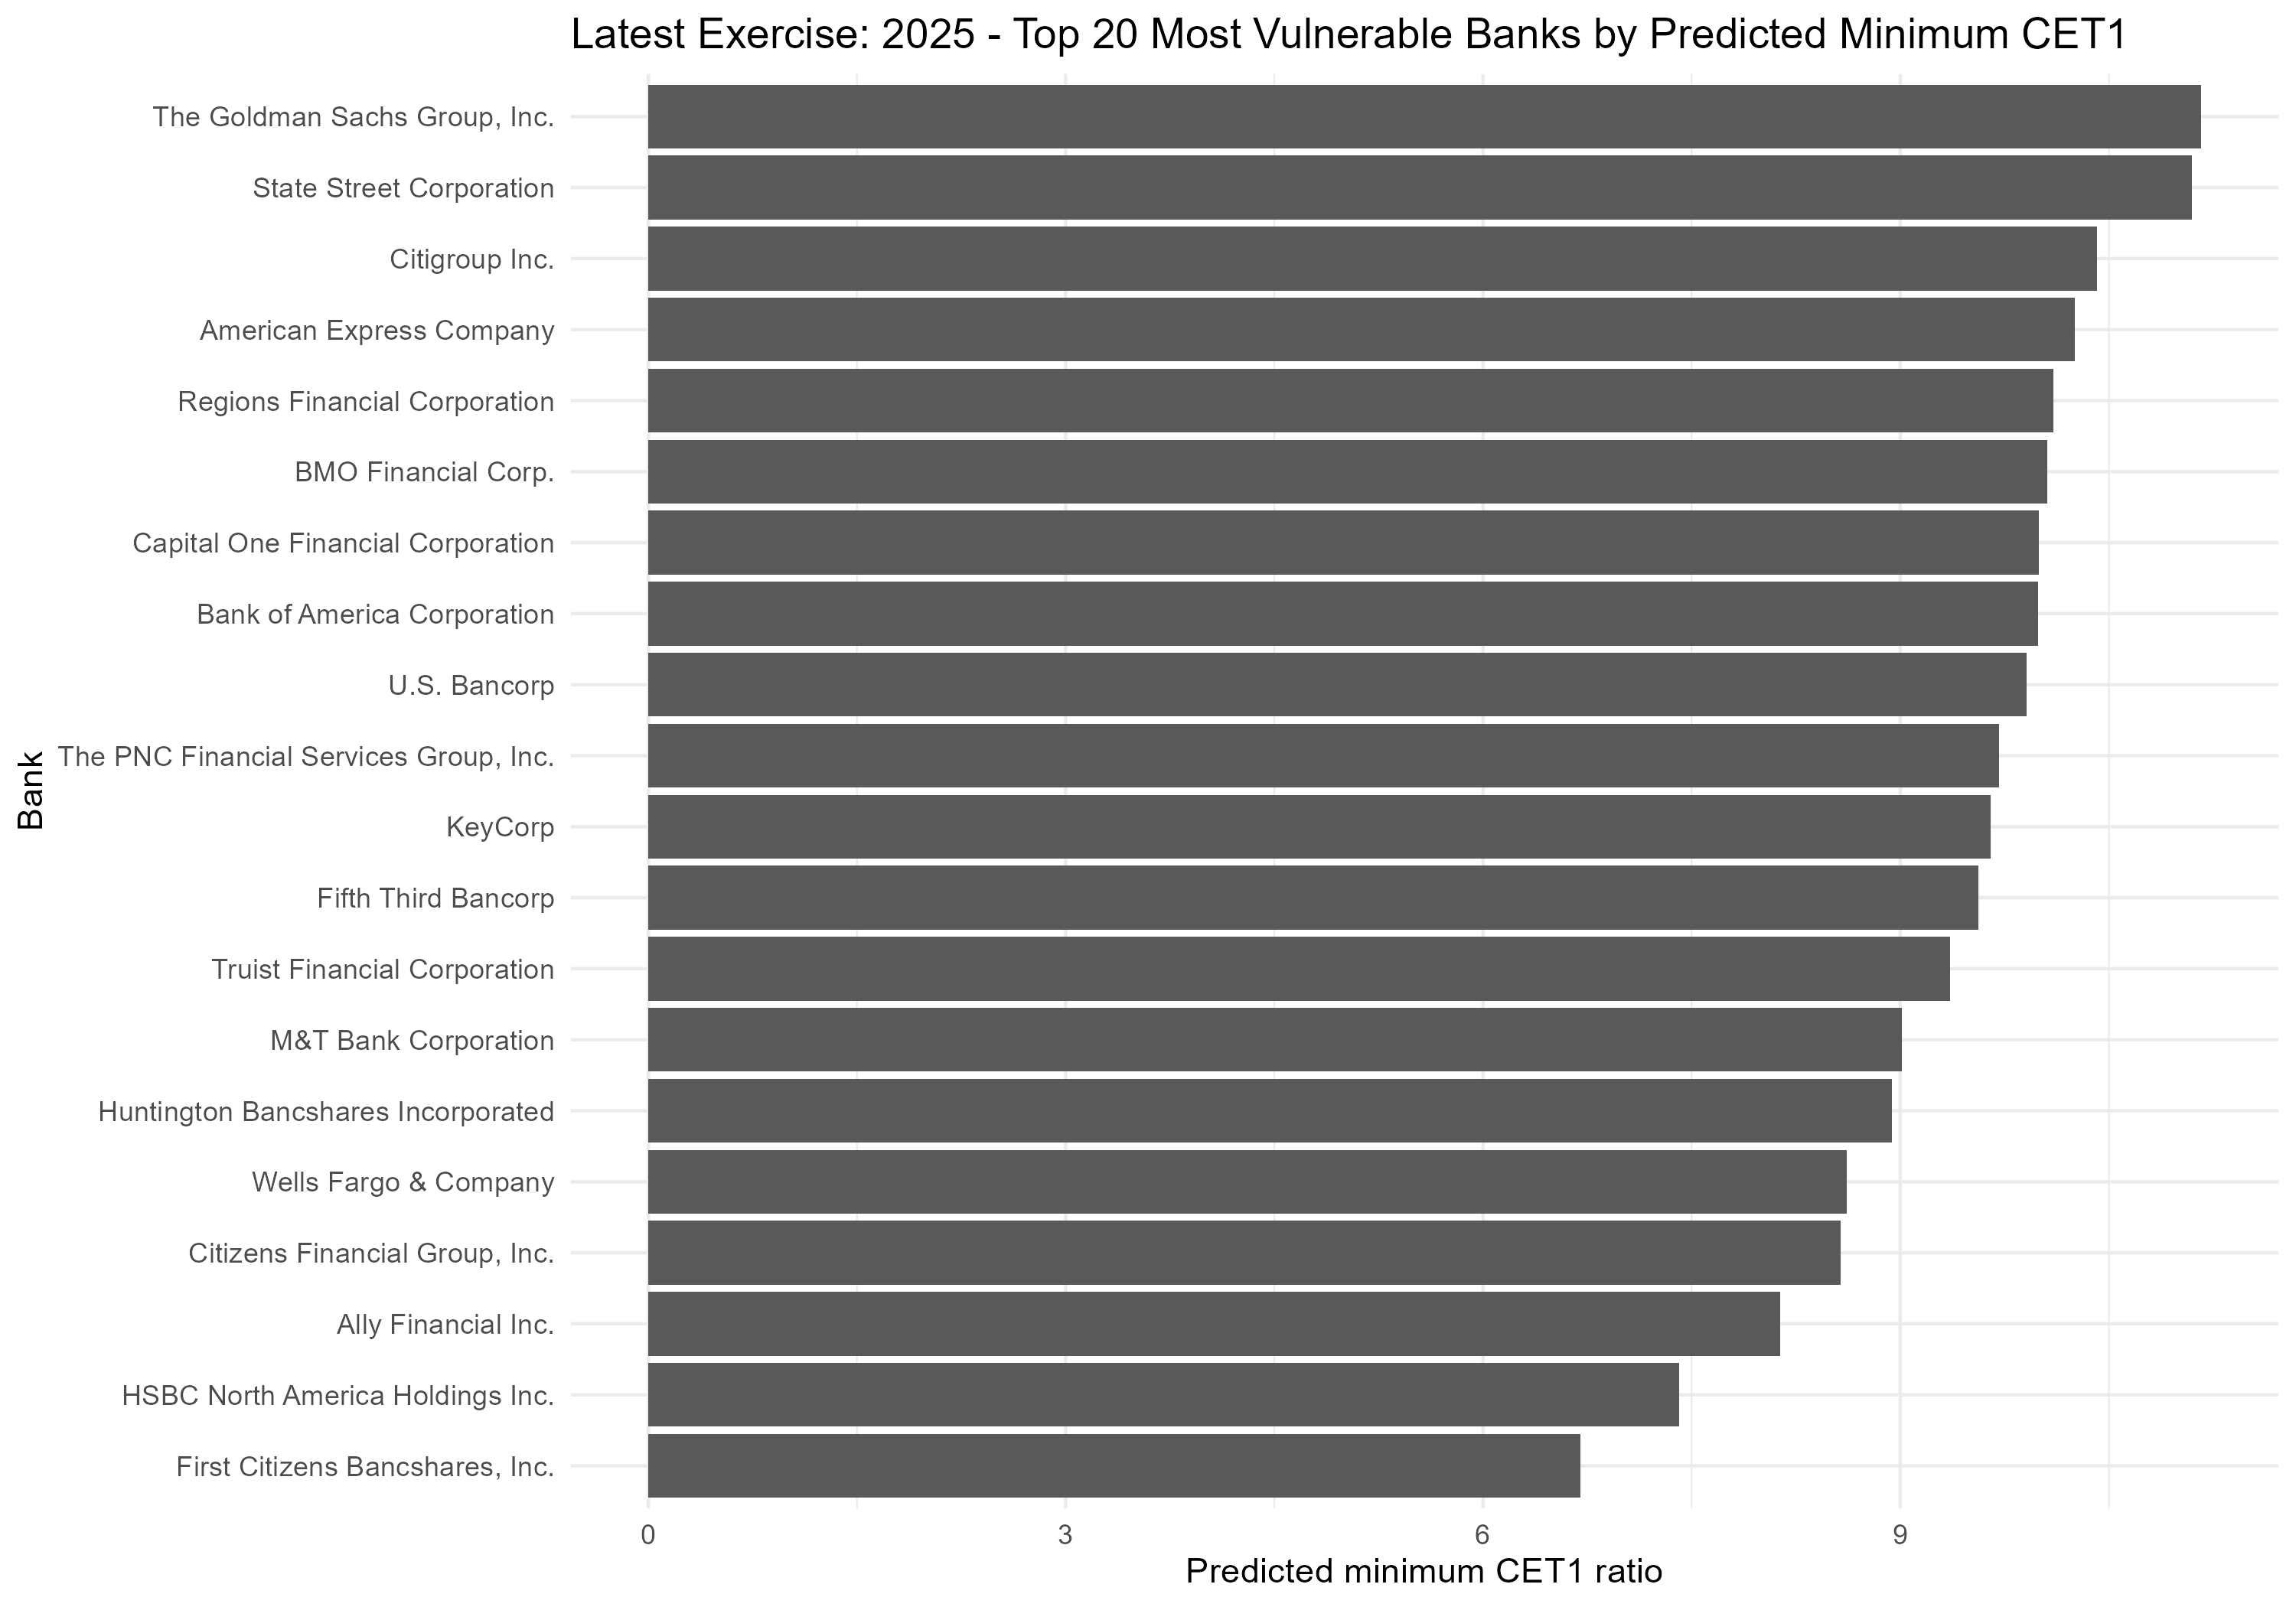 Latest Exercise: 2025 - Top 20 Most Vulnerable Banks by Predicted Minimum CET1
The Goldman Sachs Group, Inc.
State Street Corporation
Citigroup Inc.
American Express Company
Regions Financial Corporation
BMO Financial Corp.
Capital One Financial Corporation
Bank of America Corporation
U.S. Bancorp
The PNC Financial Services Group, Inc.
KeyCorp
Fifth Third Bancorp
Truist Financial Corporation
M&T Bank Corporation
Huntington Bancshares Incorporated
Wells Fargo & Company
Citizens Financial Group, Inc.
Ally Financial Inc.
HSBC North America Holdings Inc.
First Citizens Bancshares, Inc.
Bank
0 3 6 9
Predicted minimum CET1 ratio